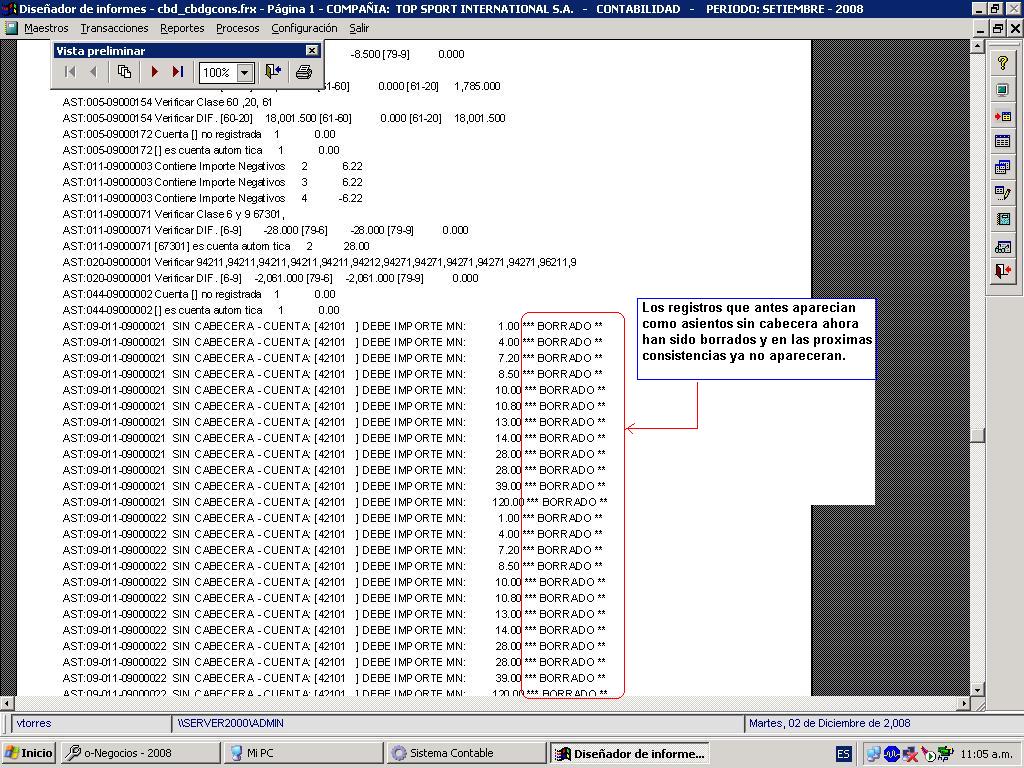 Diseñador de informes - cbd_cbdgcons.frx - Página 1 - COMPAÑIA: TOP SPORT INTERNATIONAL S.A. - CONTABILIDAD - PERIODO: SETIEMBRE - 2008
Maestros Transacciones Reportes Procesos Configuración Salir
Vista preliminar
100%
-8.500 [79-9] 0.000
-60] 0.000 [61-20] 1,785.000
AST:005-09000154 Verificar Clase 60 ,20, 61
AST:005-09000154 Verificar DIF. [60-20] 18,001.500 [61-60] 0.000 [61-20] 18,001.500
AST:005-09000172 Cuenta [] no registrada 1 0.00
AST:005-09000172 [] es cuenta autom tica 1 0.00
AST:011-09000003 Contiene Importe Negativos 2 6.22
AST:011-09000003 Contiene Importe Negativos 3 6.22
AST:011-09000003 Contiene Importe Negativos 4 -6.22
AST:011-09000071 Verificar Clase 6 y 9 67301,
AST:011-09000071 Verificar DIF. [6-9] -28.000 [79-6] -28.000 [79-9] 0.000
AST:011-09000071 [67301] es cuenta autom tica 2 28.00
AST:020-09000001 Verificar 94211,94211,94211,94211,94212,94271,94271,94271,94271,94271,96211,9
AST:020-09000001 Verificar DIF. [6-9] -2,061.000 [79-6] -2,061.000 [79-9] 0.000
AST:044-09000002 Cuenta [] no registrada 1 0.00
AST:044-09000002 [] es cuenta autom tica 1 0.00
AST:09-011-09000021 SIN CABECERA - CUENTA: [42101 ] DEBE IMPORTE MN: 1.00 *** BORRADO **
AST:09-011-09000021 SIN CABECERA - CUENTA: [42101 ] DEBE IMPORTE MN: 4.00 *** BORRADO **
AST:09-011-09000021 SIN CABECERA - CUENTA: [42101 ] DEBE IMPORTE MN: 7.20 *** BORRADO **
AST:09-011-09000021 SIN CABECERA - CUENTA: [42101 ] DEBE IMPORTE MN: 8.50 *** BORRADO **
AST:09-011-09000021 SIN CABECERA - CUENTA: [42101 ] DEBE IMPORTE MN: 10.00 *** BORRADO **
AST:09-011-09000021 SIN CABECERA - CUENTA: [42101 ] DEBE IMPORTE MN: 10.80 *** BORRADO **
AST:09-011-09000021 SIN CABECERA - CUENTA: [42101 ] DEBE IMPORTE MN: 13.00 *** BORRADO **
AST:09-011-09000021 SIN CABECERA - CUENTA: [42101 ] DEBE IMPORTE MN: 14.00 *** BORRADO **
AST:09-011-09000021 SIN CABECERA - CUENTA: [42101 ] DEBE IMPORTE MN: 28.00 *** BORRADO **
AST:09-011-09000021 SIN CABECERA - CUENTA: [42101 ] DEBE IMPORTE MN: 28.00 *** BORRADO **
AST:09-011-09000021 SIN CABECERA - CUENTA: [42101 ] DEBE IMPORTE MN: 39.00 *** BORRADO **
AST:09-011-09000021 SIN CABECERA - CUENTA: [42101 ] DEBE IMPORTE MN: 120.00 *** BORRADO **
AST:09-011-09000022 SIN CABECERA - CUENTA: [42101 ] DEBE IMPORTE MN: 1.00 *** BORRADO **
AST:09-011-09000022 SIN CABECERA - CUENTA: [42101 ] DEBE IMPORTE MN: 4.00 *** BORRADO **
AST:09-011-09000022 SIN CABECERA - CUENTA: [42101 ] DEBE IMPORTE MN: 7.20 *** BORRADO **
AST:09-011-09000022 SIN CABECERA - CUENTA: [42101 ] DEBE IMPORTE MN: 8.50 *** BORRADO **
AST:09-011-09000022 SIN CABECERA - CUENTA: [42101 ] DEBE IMPORTE MN: 10.00 *** BORRADO **
AST:09-011-09000022 SIN CABECERA - CUENTA: [42101 ] DEBE IMPORTE MN: 10.80 *** BORRADO **
AST:09-011-09000022 SIN CABECERA - CUENTA: [42101 ] DEBE IMPORTE MN: 13.00 *** BORRADO **
AST:09-011-09000022 SIN CABECERA - CUENTA: [42101 ] DEBE IMPORTE MN: 14.00 *** BORRADO **
AST:09-011-09000022 SIN CABECERA - CUENTA: [42101 ] DEBE IMPORTE MN: 28.00 *** BORRADO **
AST:09-011-09000022 SIN CABECERA - CUENTA: [42101 ] DEBE IMPORTE MN: 28.00 *** BORRADO **
AST:09-011-09000022 SIN CABECERA - CUENTA: [42101 ] DEBE IMPORTE MN: 39.00 *** BORRADO **
AST:09-011-09000022 SIN CABECERA - CUENTA: [42101 ] DEBE IMPORTE MN: 120.00 *** BORRADO **
Los registros que antes aparecian
como asientos sin cabecera ahora
han sido borrados y en las proximas
consistencias ya no apareceran.
vtorres \\SERVER2000\ADMIN Martes, 02 de Diciembre de 2,008
Inicio o-Negocios - 2008 Mi PC Sistema Contable Diseñador de informe... ES 11:05 a.m.